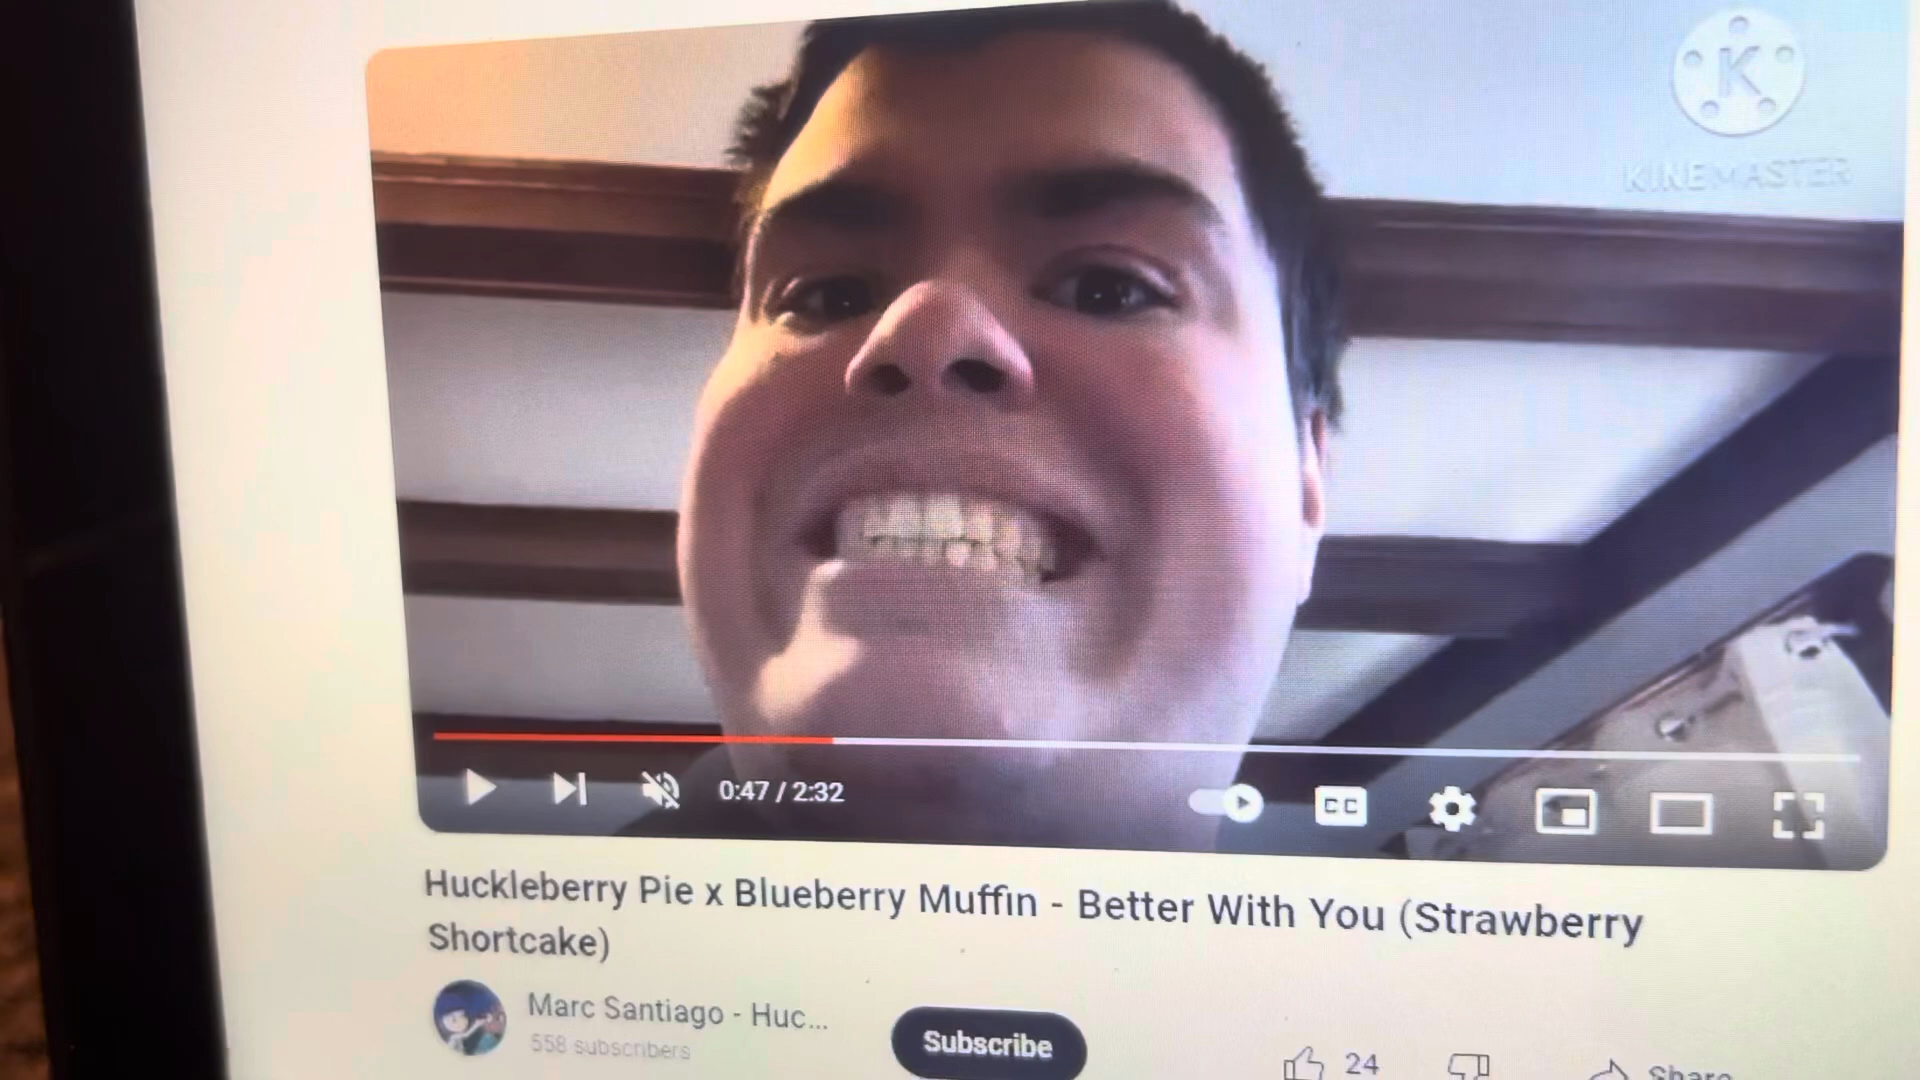 K
KINEMASTER
0:47 / 2:32
CC
Huckleberry Pie x Blueberry Muffin - Better With You (Strawberry
Shortcake)
Marc Santiago - Huc...
558 subscribers
Subscribe
24
Share